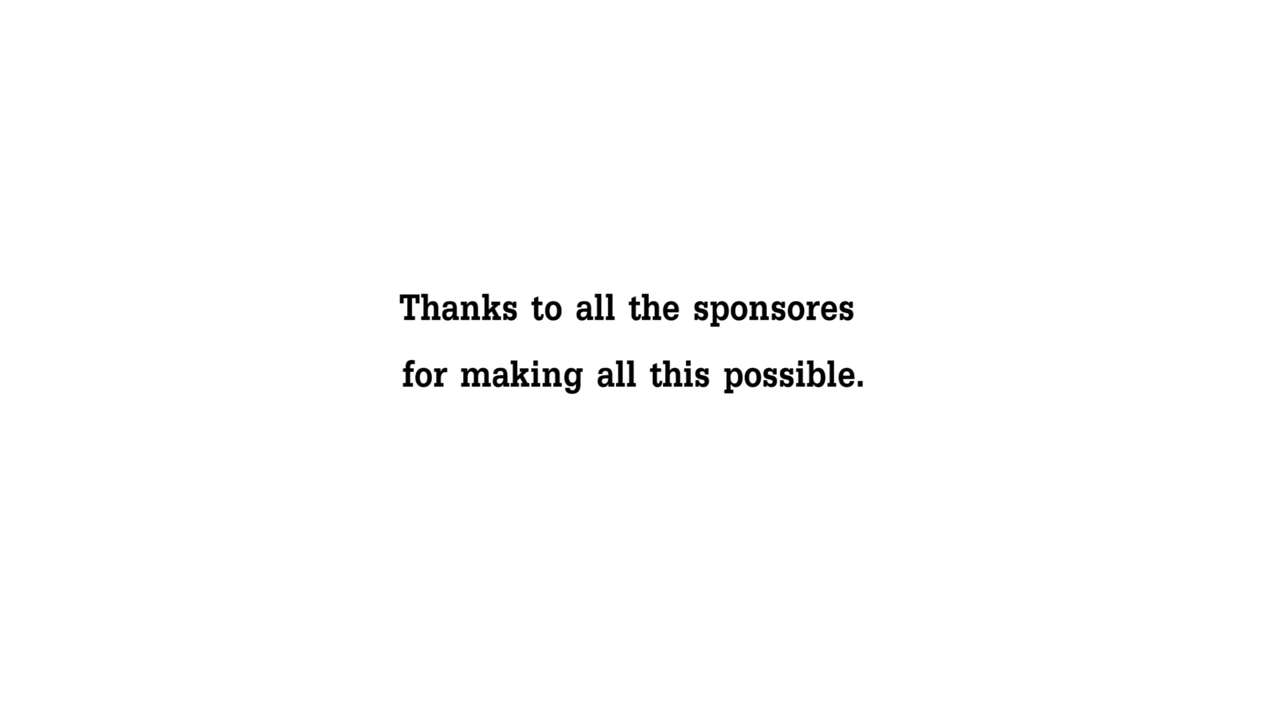 Thanks to all the sponsores
for making all this possible.